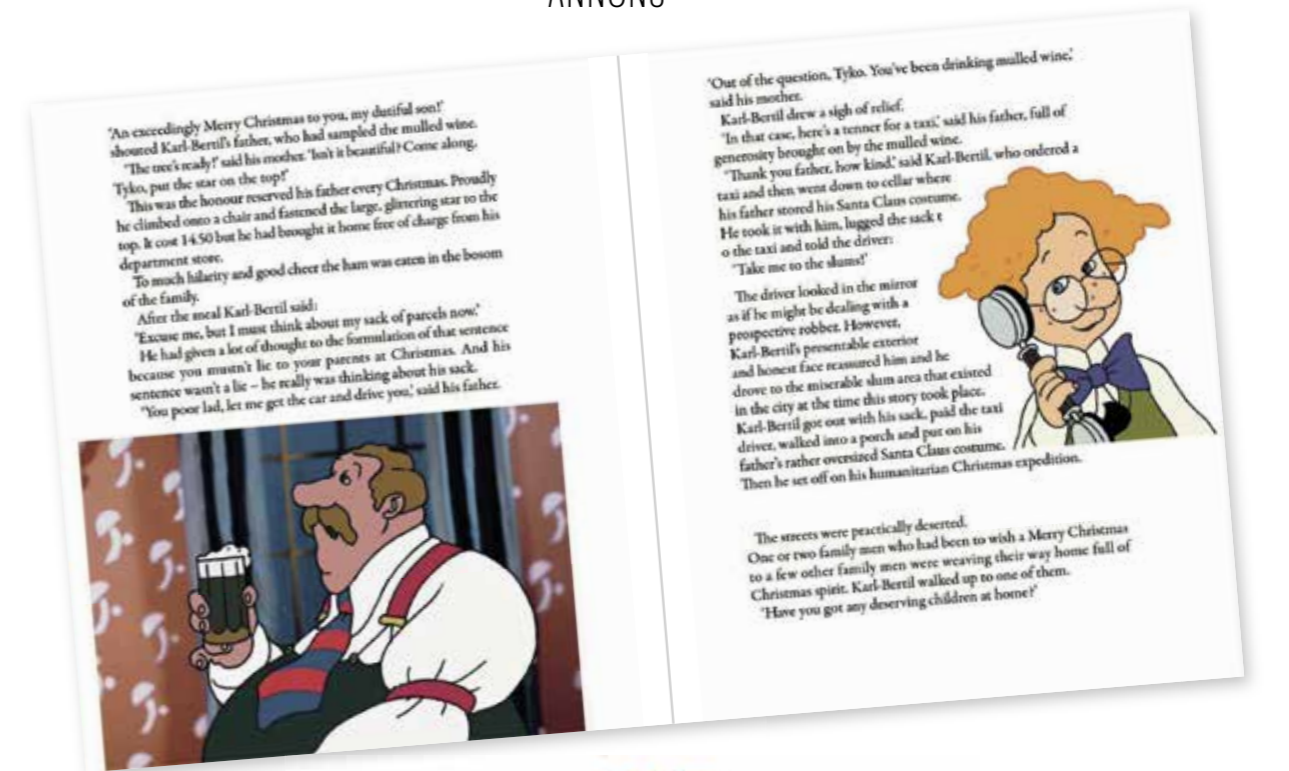 ANNONS
'An exceedingly Merry Christmas to you, my dutiful son!'
shouted Karl-Bertil's father, who had sampled the mulled wine.
'The tree's ready!' said his mother. 'Isn't it beautiful? Come along,
Tyko, put the star on the top!'
This was the honour reserved his father every Christmas. Proudly
he climbed onto a chair and fastened the large, glittering star to the
top. It cost 14.50 but he had brought it home free of charge from his
department store.
To much hilarity and good cheer the ham was eaten in the bosom
of the family.
After the meal Karl-Bertil said:
'Excuse me, but I must think about my sack of parcels now.'
He had given a lot of thought to the formulation of that sentence
because you mustn't lie to your parents at Christmas. And his
sentence wasn't a lie – he really was thinking about his sack.
'You poor lad, let me get the car and drive you,' said his father.
'Out of the question, Tyko. You've been drinking mulled wine,'
said his mother.
Karl-Bertil drew a sigh of relief.
'In that case, here's a tenner for a taxi,' said his father, full of
generosity brought on by the mulled wine.
'Thank you father, how kind,' said Karl-Bertil, who ordered a
taxi and then went down to cellar where
his father stored his Santa Claus costume.
He took it with him, lugged the sack t
o the taxi and told the driver:
'Take me to the slums!'
The driver looked in the mirror
as if he might be dealing with a
prospective robber. However,
Karl-Bertil's presentable exterior
and honest face reassured him and he
drove to the miserable slum area that existed
in the city at the time this story took place.
Karl-Bertil got out with his sack, paid the taxi
driver, walked into a porch and put on his
father's rather oversized Santa Claus costume.
Then he set off on his humanitarian Christmas expedition.
The streets were practically deserted.
One or two family men who had been to wish a Merry Christmas
to a few other family men were weaving their way home full of
Christmas spirit. Karl-Bertil walked up to one of them.
'Have you got any deserving children at home?'